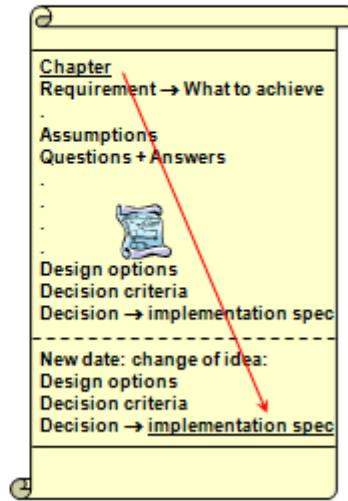 Chapter
Requirement → What to achieve
.
Assumptions
Questions + Answers
.
.
.
.
Design options
Decision criteria
Decision → implementation spec
New date: change of idea:
Design options
Decision criteria
Decision → implementation spec